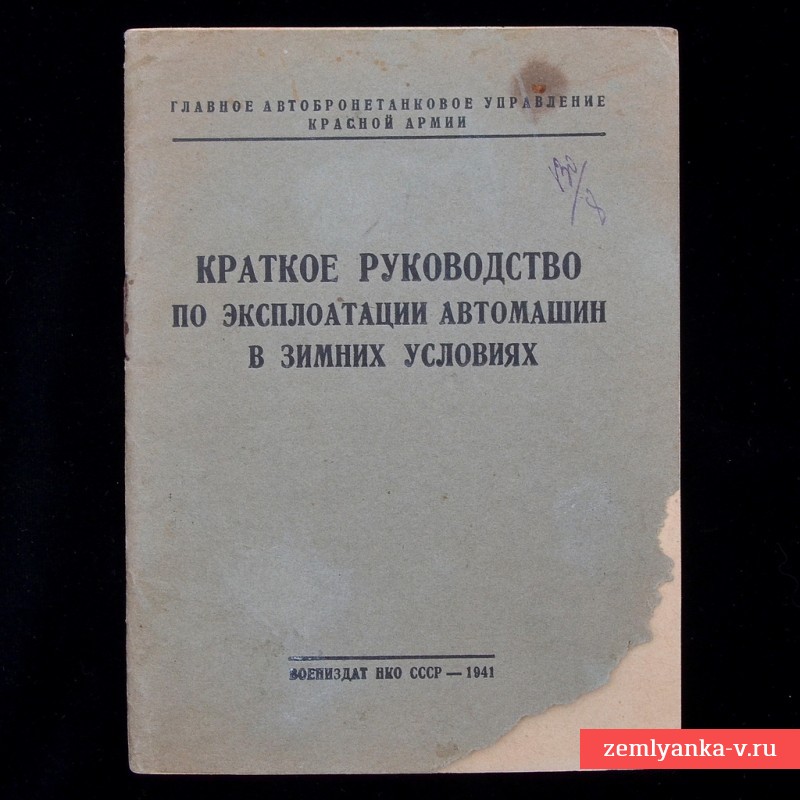 ГЛАВНОЕ АВТОБРОНЕТАНКОВОЕ УПРАВЛЕНИЕ
КРАСНОЙ АРМИИ
КРАТКОЕ РУКОВОДСТВО
ПО ЭКСПЛОАТАЦИИ АВТОМАШИН
В ЗИМНИХ УСЛОВИЯХ
ВОЕНИЗДАТ НКО СССР — 1941
zemlyanka-v.ru